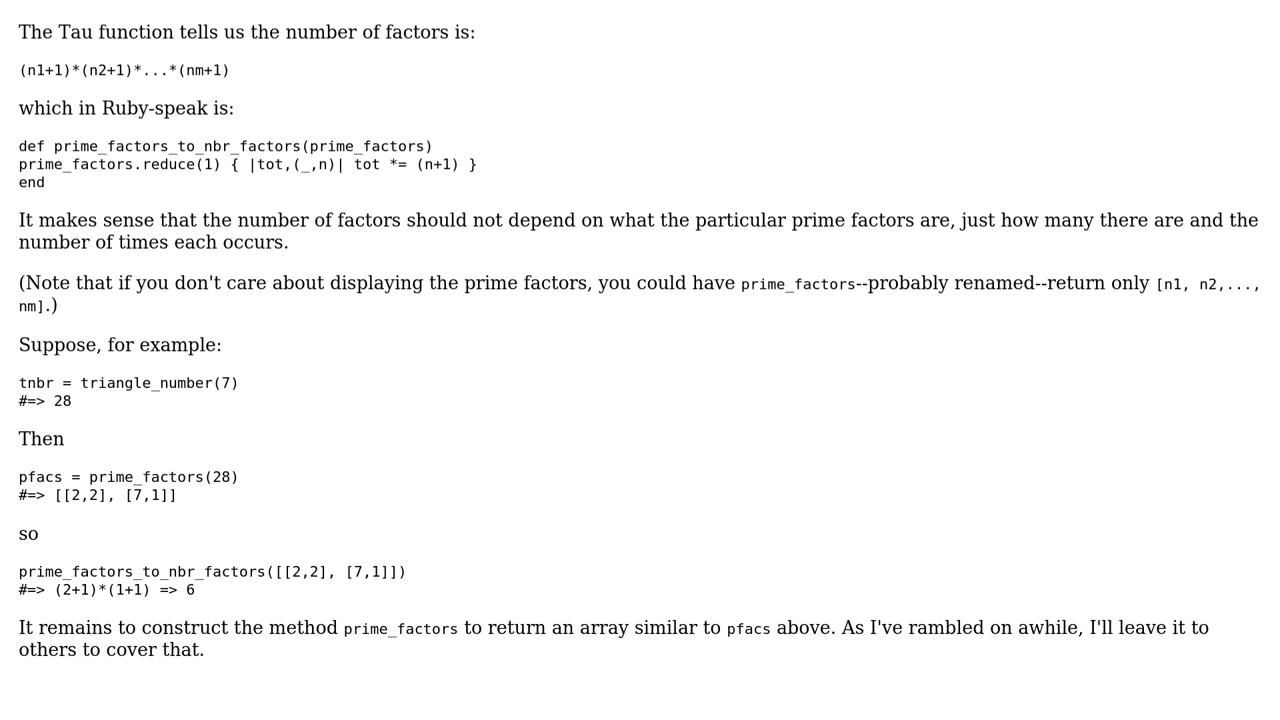 The Tau function tells us the number of factors is:
(n1+1)*(n2+1)*...*(nm+1)
which in Ruby-speak is:
def prime_factors_to_nbr_factors(prime_factors)
prime_factors.reduce(1) { |tot,(_,n)| tot *= (n+1) }
end
It makes sense that the number of factors should not depend on what the particular prime factors are, just how many there are and the
number of times each occurs.
(Note that if you don't care about displaying the prime factors, you could have prime_factors--probably renamed--return only [n1, n2,...,
nm].)
Suppose, for example:
tnbr = triangle_number(7)
#=> 28
Then
pfacs = prime_factors(28)
#=> [[2,2], [7,1]]
so
prime_factors_to_nbr_factors([[2,2], [7,1]])
#=> (2+1)*(1+1) => 6
It remains to construct the method prime_factors to return an array similar to pfacs above. As I've rambled on awhile, I'll leave it to
others to cover that.